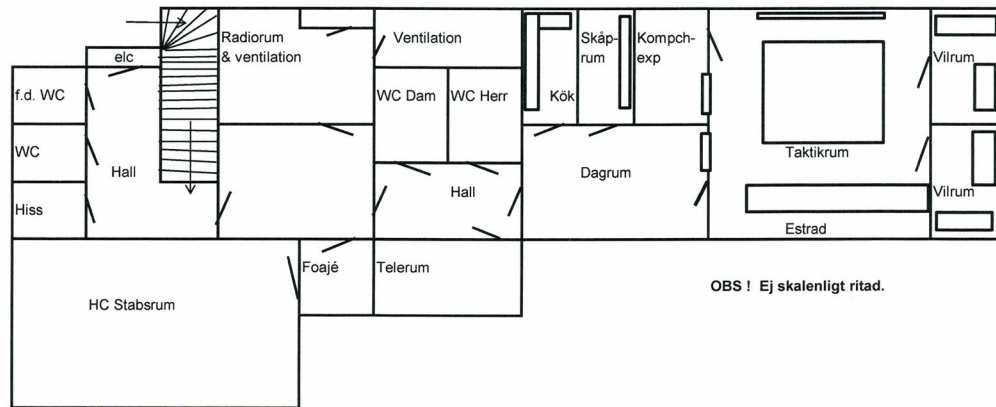 elc
f.d. WC
WC
Hiss
Hall
Radiorum
& ventilation
Ventilation
WC Dam
WC Herr
Hall
Kök
Skåp-
rum
Kompch-
exp
Dagrum
Taktikrum
Estrad
Vilrum
Vilrum
HC Stabsrum
Foajé
Telerum
OBS ! Ej skalenligt ritad.